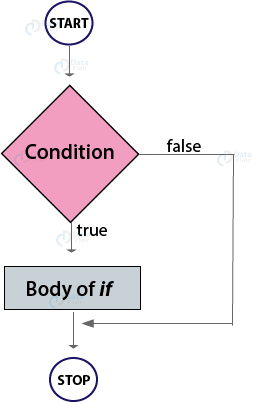 START
Condition
false
true
Body of if
STOP